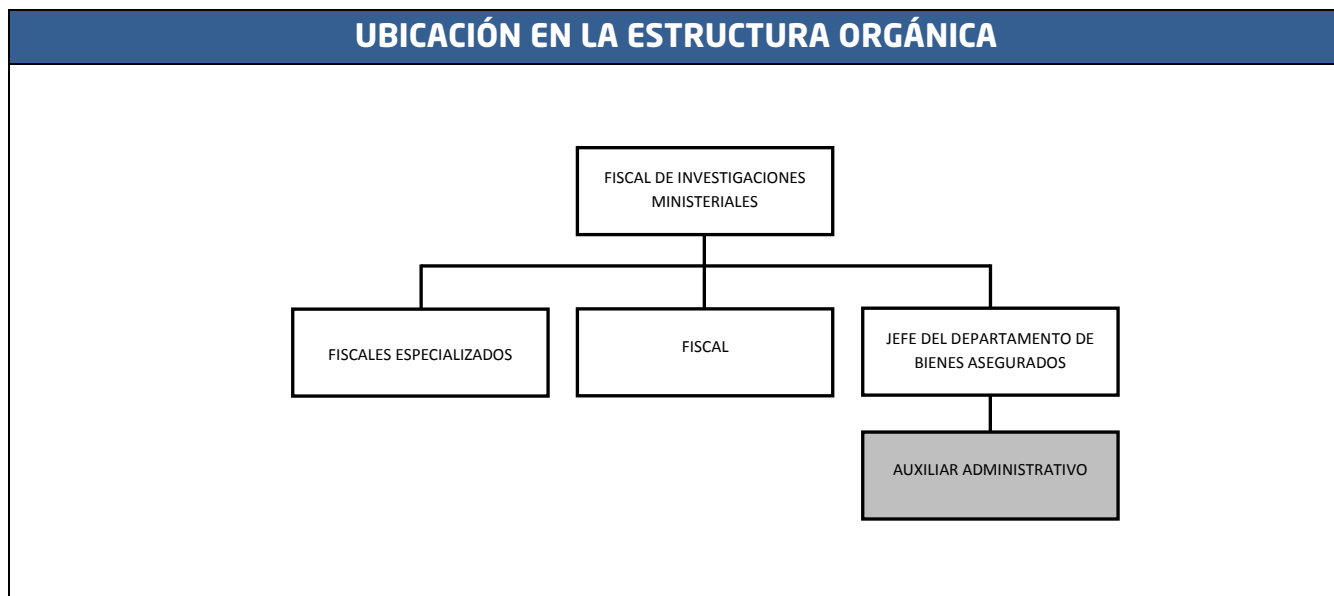 UBICACIÓN EN LA ESTRUCTURA ORGÁNICA
FISCAL DE INVESTIGACIONES
MINISTERIALES
FISCALES ESPECIALIZADOS
FISCAL
JEFE DEL DEPARTAMENTO DE
BIENES ASEGURADOS
AUXILIAR ADMINISTRATIVO